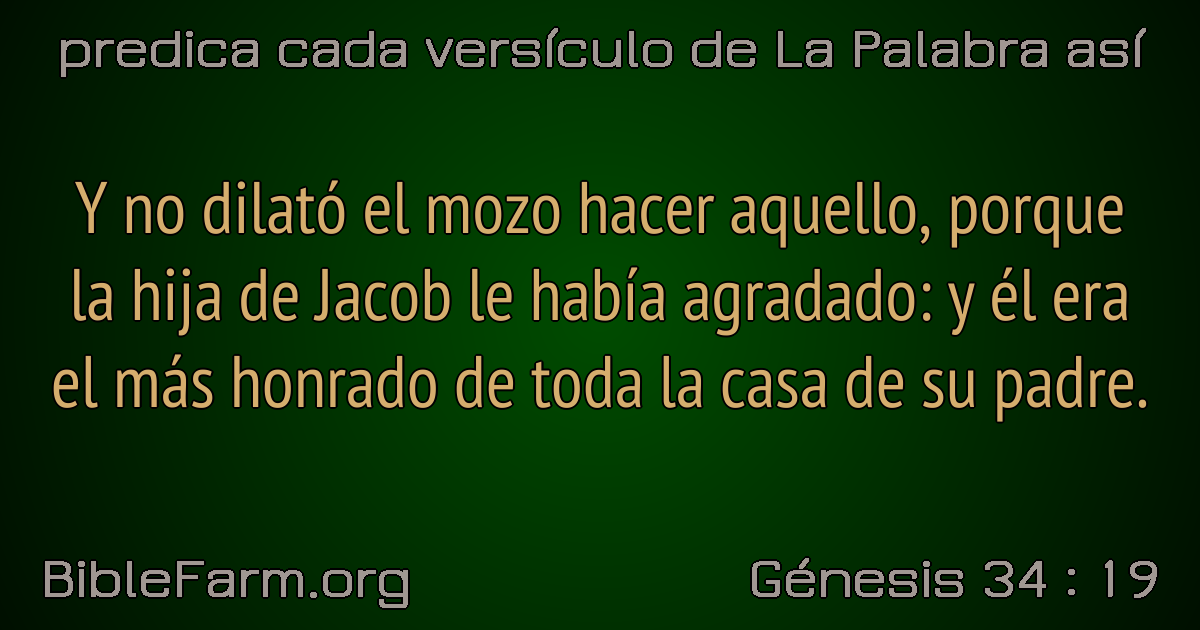 predica cada versículo de La Palabra así
Y no dilató el mozo hacer aquello, porque
la hija de Jacob le había agradado: y él era
el más honrado de toda la casa de su padre.
BibleFarm.org
Génesis 34 : 19